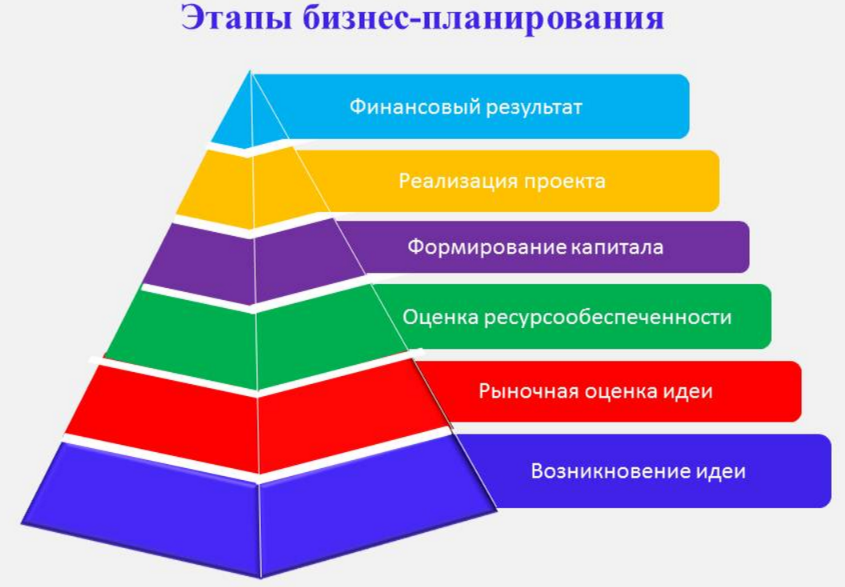 Этапы бизнес-планирования
Финансовый результат
Реализация проекта
Формирование капитала
Оценка ресурсообеспеченности
Рыночная оценка идеи
Возникновение идеи